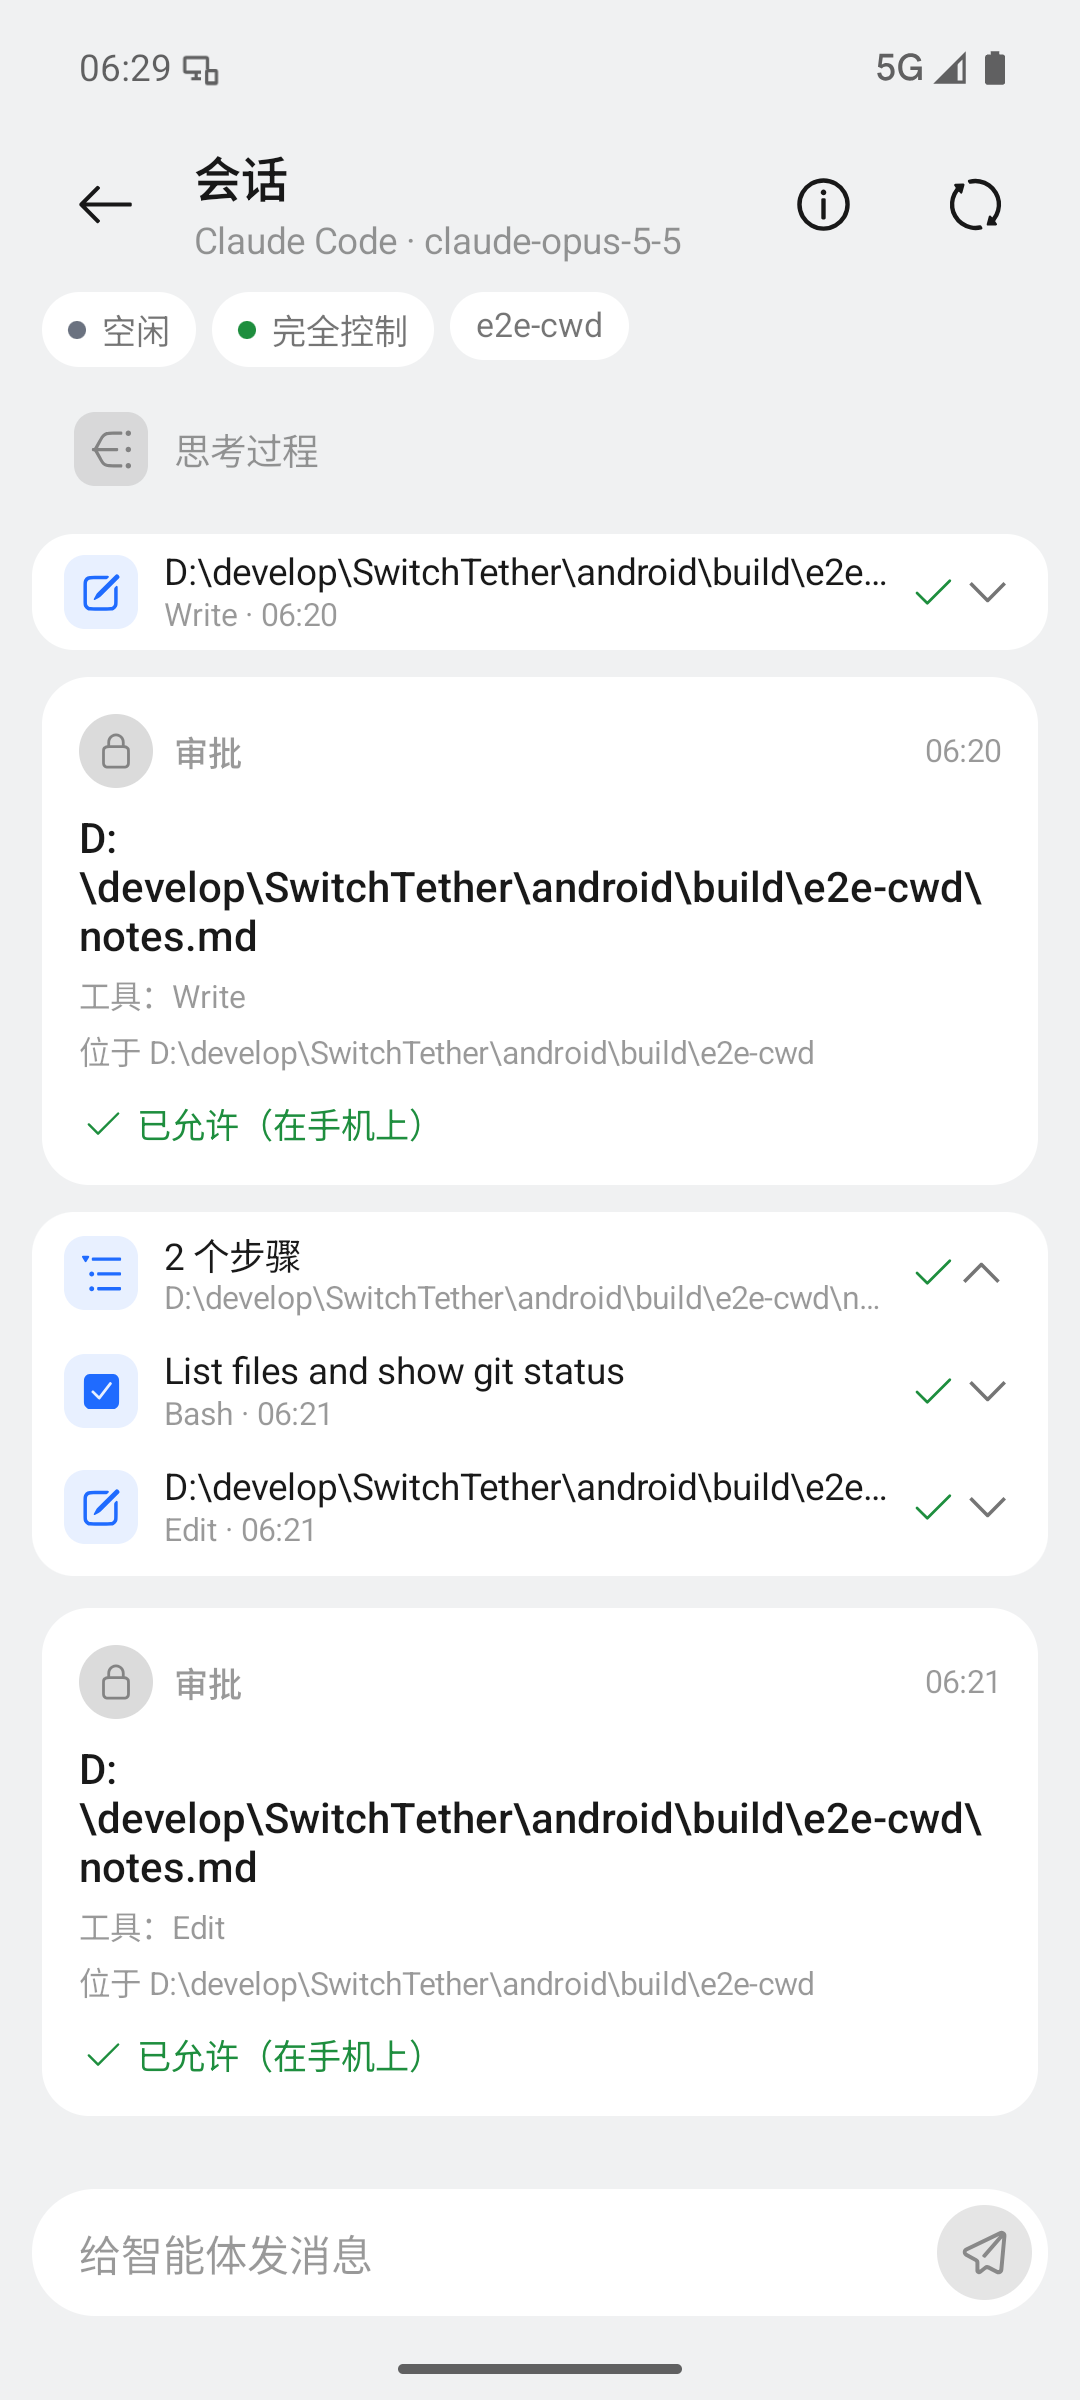 06:29
5G
会话
Claude Code · claude-opus-5-5
空闲
完全控制
e2e-cwd
思考过程
D:\develop\SwitchTether\android\build\e2e...
Write · 06:20
审批
06:20
D:
\develop\SwitchTether\android\build\e2e-cwd\
notes.md
工具：Write
位于 D:\develop\SwitchTether\android\build\e2e-cwd
已允许（在手机上）
2 个步骤
D:\develop\SwitchTether\android\build\e2e-cwd\n...
List files and show git status
Bash · 06:21
D:\develop\SwitchTether\android\build\e2e...
Edit · 06:21
审批
06:21
D:
\develop\SwitchTether\android\build\e2e-cwd\
notes.md
工具：Edit
位于 D:\develop\SwitchTether\android\build\e2e-cwd
已允许（在手机上）
给智能体发消息